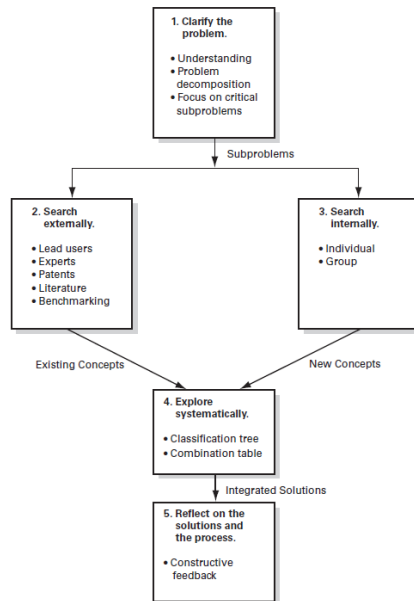 1. Clarify the
problem.
• Understanding
• Problem
decomposition
• Focus on critical
subproblems
Subproblems
2. Search
externally.
• Lead users
• Experts
• Patents
• Literature
• Benchmarking
3. Search
internally.
• Individual
• Group
Existing Concepts
New Concepts
4. Explore
systematically.
• Classification tree
• Combination table
Integrated Solutions
5. Reflect on the
solutions and
the process.
• Constructive
feedback